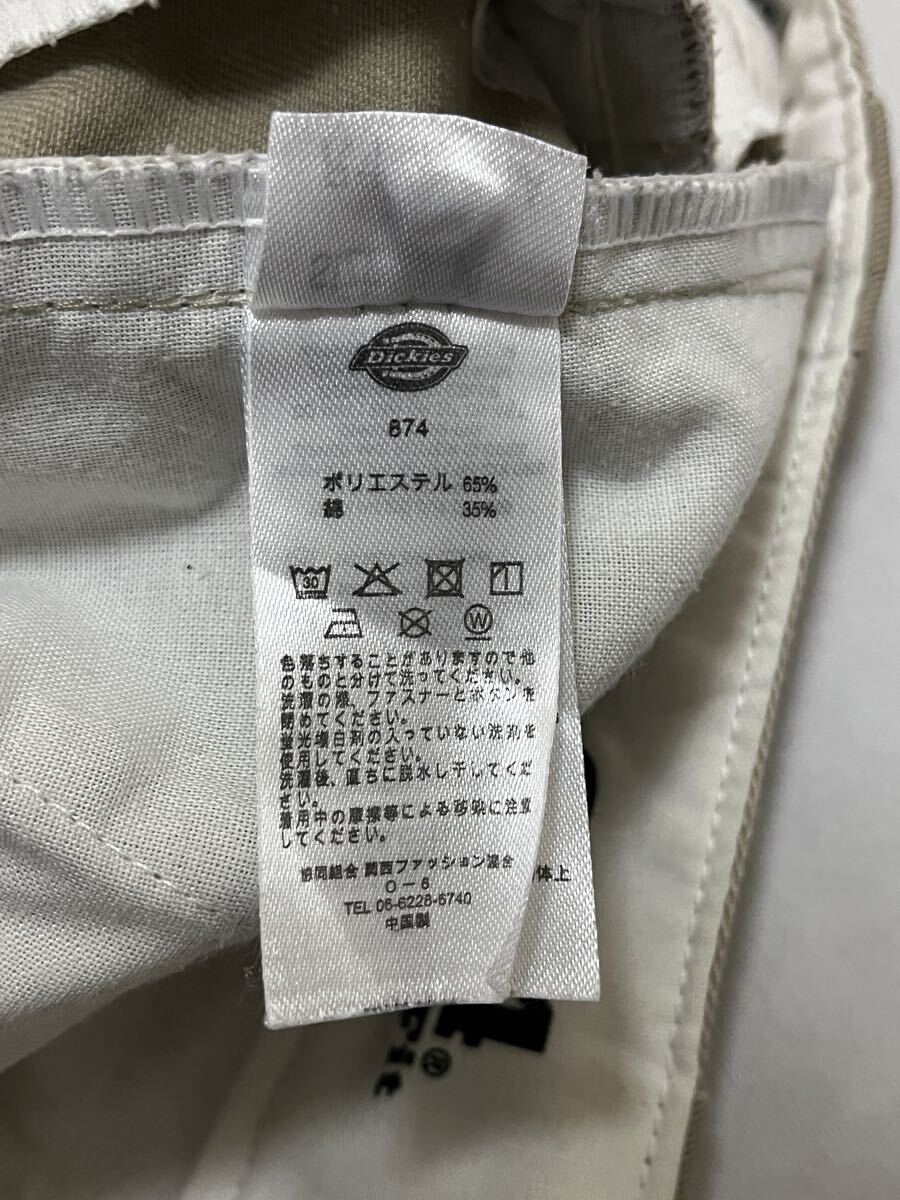 Dickies
874
ポリエステル 65%
綿 35%
30
W
色落ちすることがありますので他
のものと分けて洗ってください。
洗濯の際、ファスナーとボタンを
閉めてください。
蛍光増白剤の入っていない洗剤を
使用してください。
洗濯後、直ちに脱水し干してくだ
さい。
着用中の摩擦等による移染に注意
してください。
協同組合 関西ファッション連合
O-6
TEL 06-6228-6740
中国製
体上
®